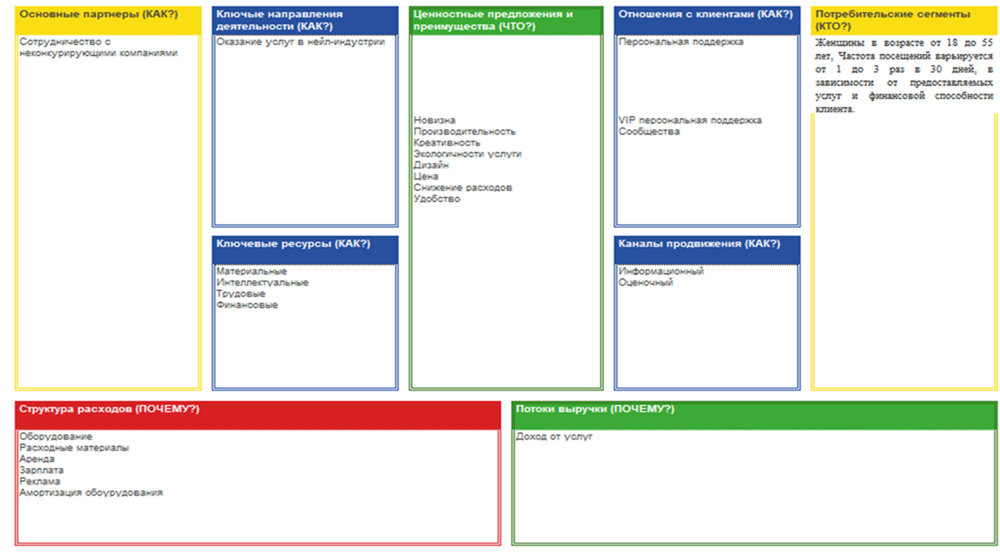 Основные партнеры (КАК?)
Сотрудничество с
неконкурирующими компаниями
Ключые направления
деятельности (КАК?)
Оказание услуг в нейл-индустрии
Ключевые ресурсы (КАК?)
Материальные
Интеллектуальные
Трудовые
Финансовые
Ценностные предложения и
преимущества (ЧТО?)
Новизна
Производительность
Креативность
Экологичности услуги
Дизайн
Цена
Снижение расходов
Удобство
Отношения с клиентами (КАК?)
Персональная поддержка
VIP персональная поддержка
Сообщества
Каналы продвижения (КАК?)
Информационный
Оценочный
Потребительские сегменты
(КТО?)
Женщины в возрасте от 18 до 55
лет, Частота посещений варьируется
от 1 до 3 раз в 30 дней, в
зависимости от предоставляемых
услуг и финансовой способности
клиента.
Структура расходов (ПОЧЕМУ?)
Оборудование
Расходные материалы
Аренда
Зарплата
Реклама
Амортизация обоурудования
Потоки выручки (ПОЧЕМУ?)
Доход от услуг